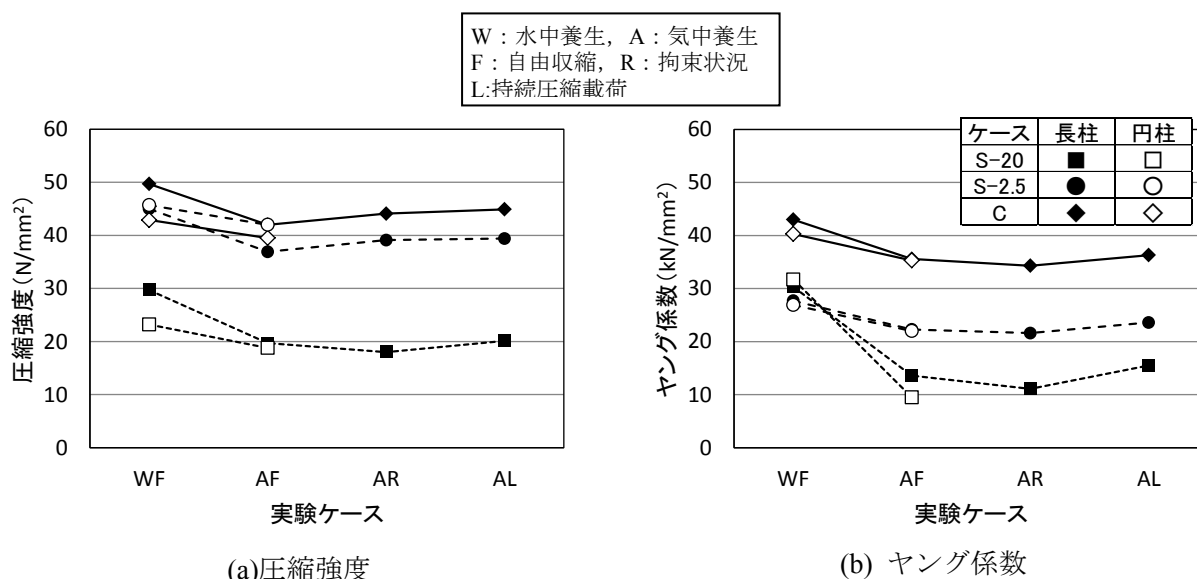 W：水中養生，A：気中養生
F：自由収縮，R：拘束状況
L:持続圧縮載荷
60
50
40
30
20
10
0
圧縮強度(N/mm²)
WF AF AR AL
実験ケース
(a)圧縮強度
60
50
40
30
20
10
0
ヤング係数(kN/mm²)
ケース 長柱 円柱
S-20
S-2.5
C
WF AF AR AL
実験ケース
(b) ヤング係数